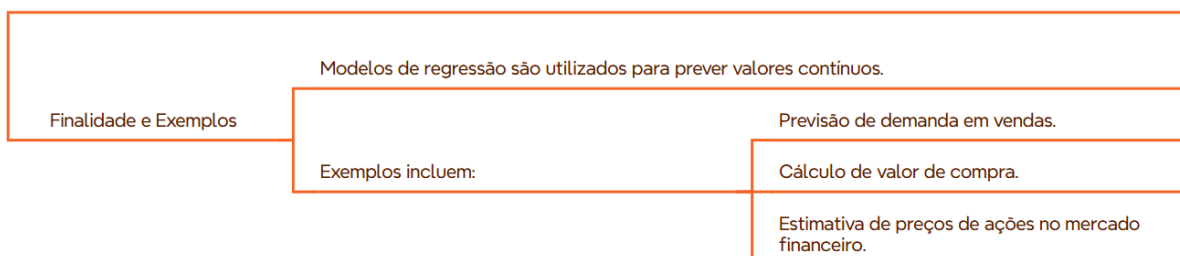 Modelos de regressão são utilizados para prever valores contínuos.
Finalidade e Exemplos
Previsão de demanda em vendas.
Exemplos incluem:
Cálculo de valor de compra.
Estimativa de preços de ações no mercado
financeiro.